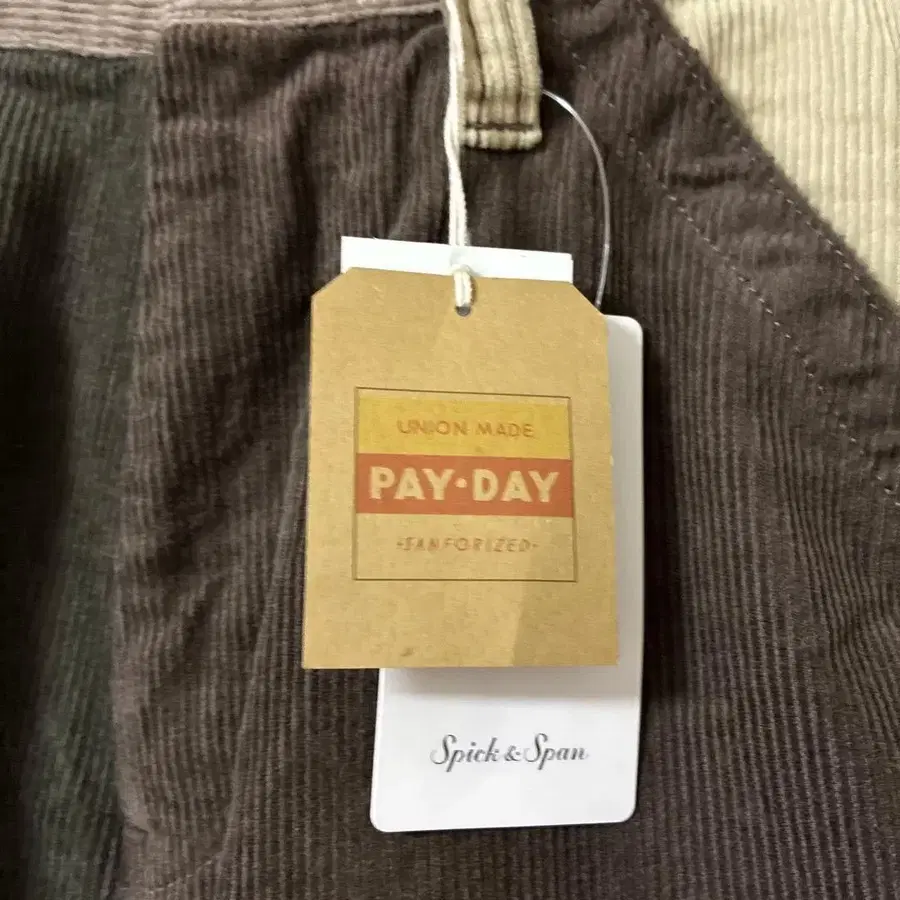 UNION MADE
PAY•DAY
-SANFORIZED-
Spick & Span